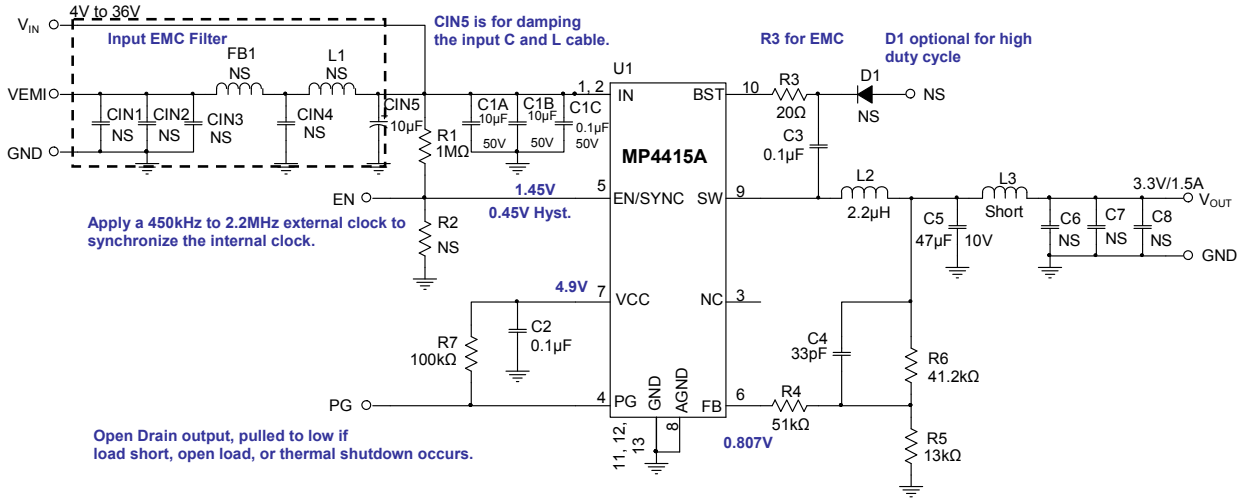 4V to 36V
VIN
Input EMC Filter
CIN5 is for damping
the input C and L cable.
R3 for EMC
D1 optional for high
duty cycle
FB1
NS
L1
NS
U1
VEMI
CIN1
NS
CIN2
NS
CIN3
NS
CIN4
NS
CIN5
10µF
GND
R1
1MΩ
C1A
10µF
50V
C1B
10µF
50V
C1C
0.1µF
50V
1, 2
IN
BST
10
R3
20Ω
D1
NS
NS
C3
0.1µF
MP4415A
EN
1.45V
5
EN/SYNC
SW
9
L2
2.2µH
L3
Short
3.3V/1.5A
VOUT
0.45V Hyst.
Apply a 450kHz to 2.2MHz external clock to
synchronize the internal clock.
R2
NS
C5
47µF
10V
C6
NS
C7
NS
C8
NS
GND
4.9V
7
VCC
NC
3
C2
0.1µF
R7
100kΩ
C4
33pF
R6
41.2kΩ
PG
4
PG
GND
AGND
FB
6
R4
51kΩ
11, 12,
13
8
0.807V
R5
13kΩ
Open Drain output, pulled to low if
load short, open load, or thermal shutdown occurs.